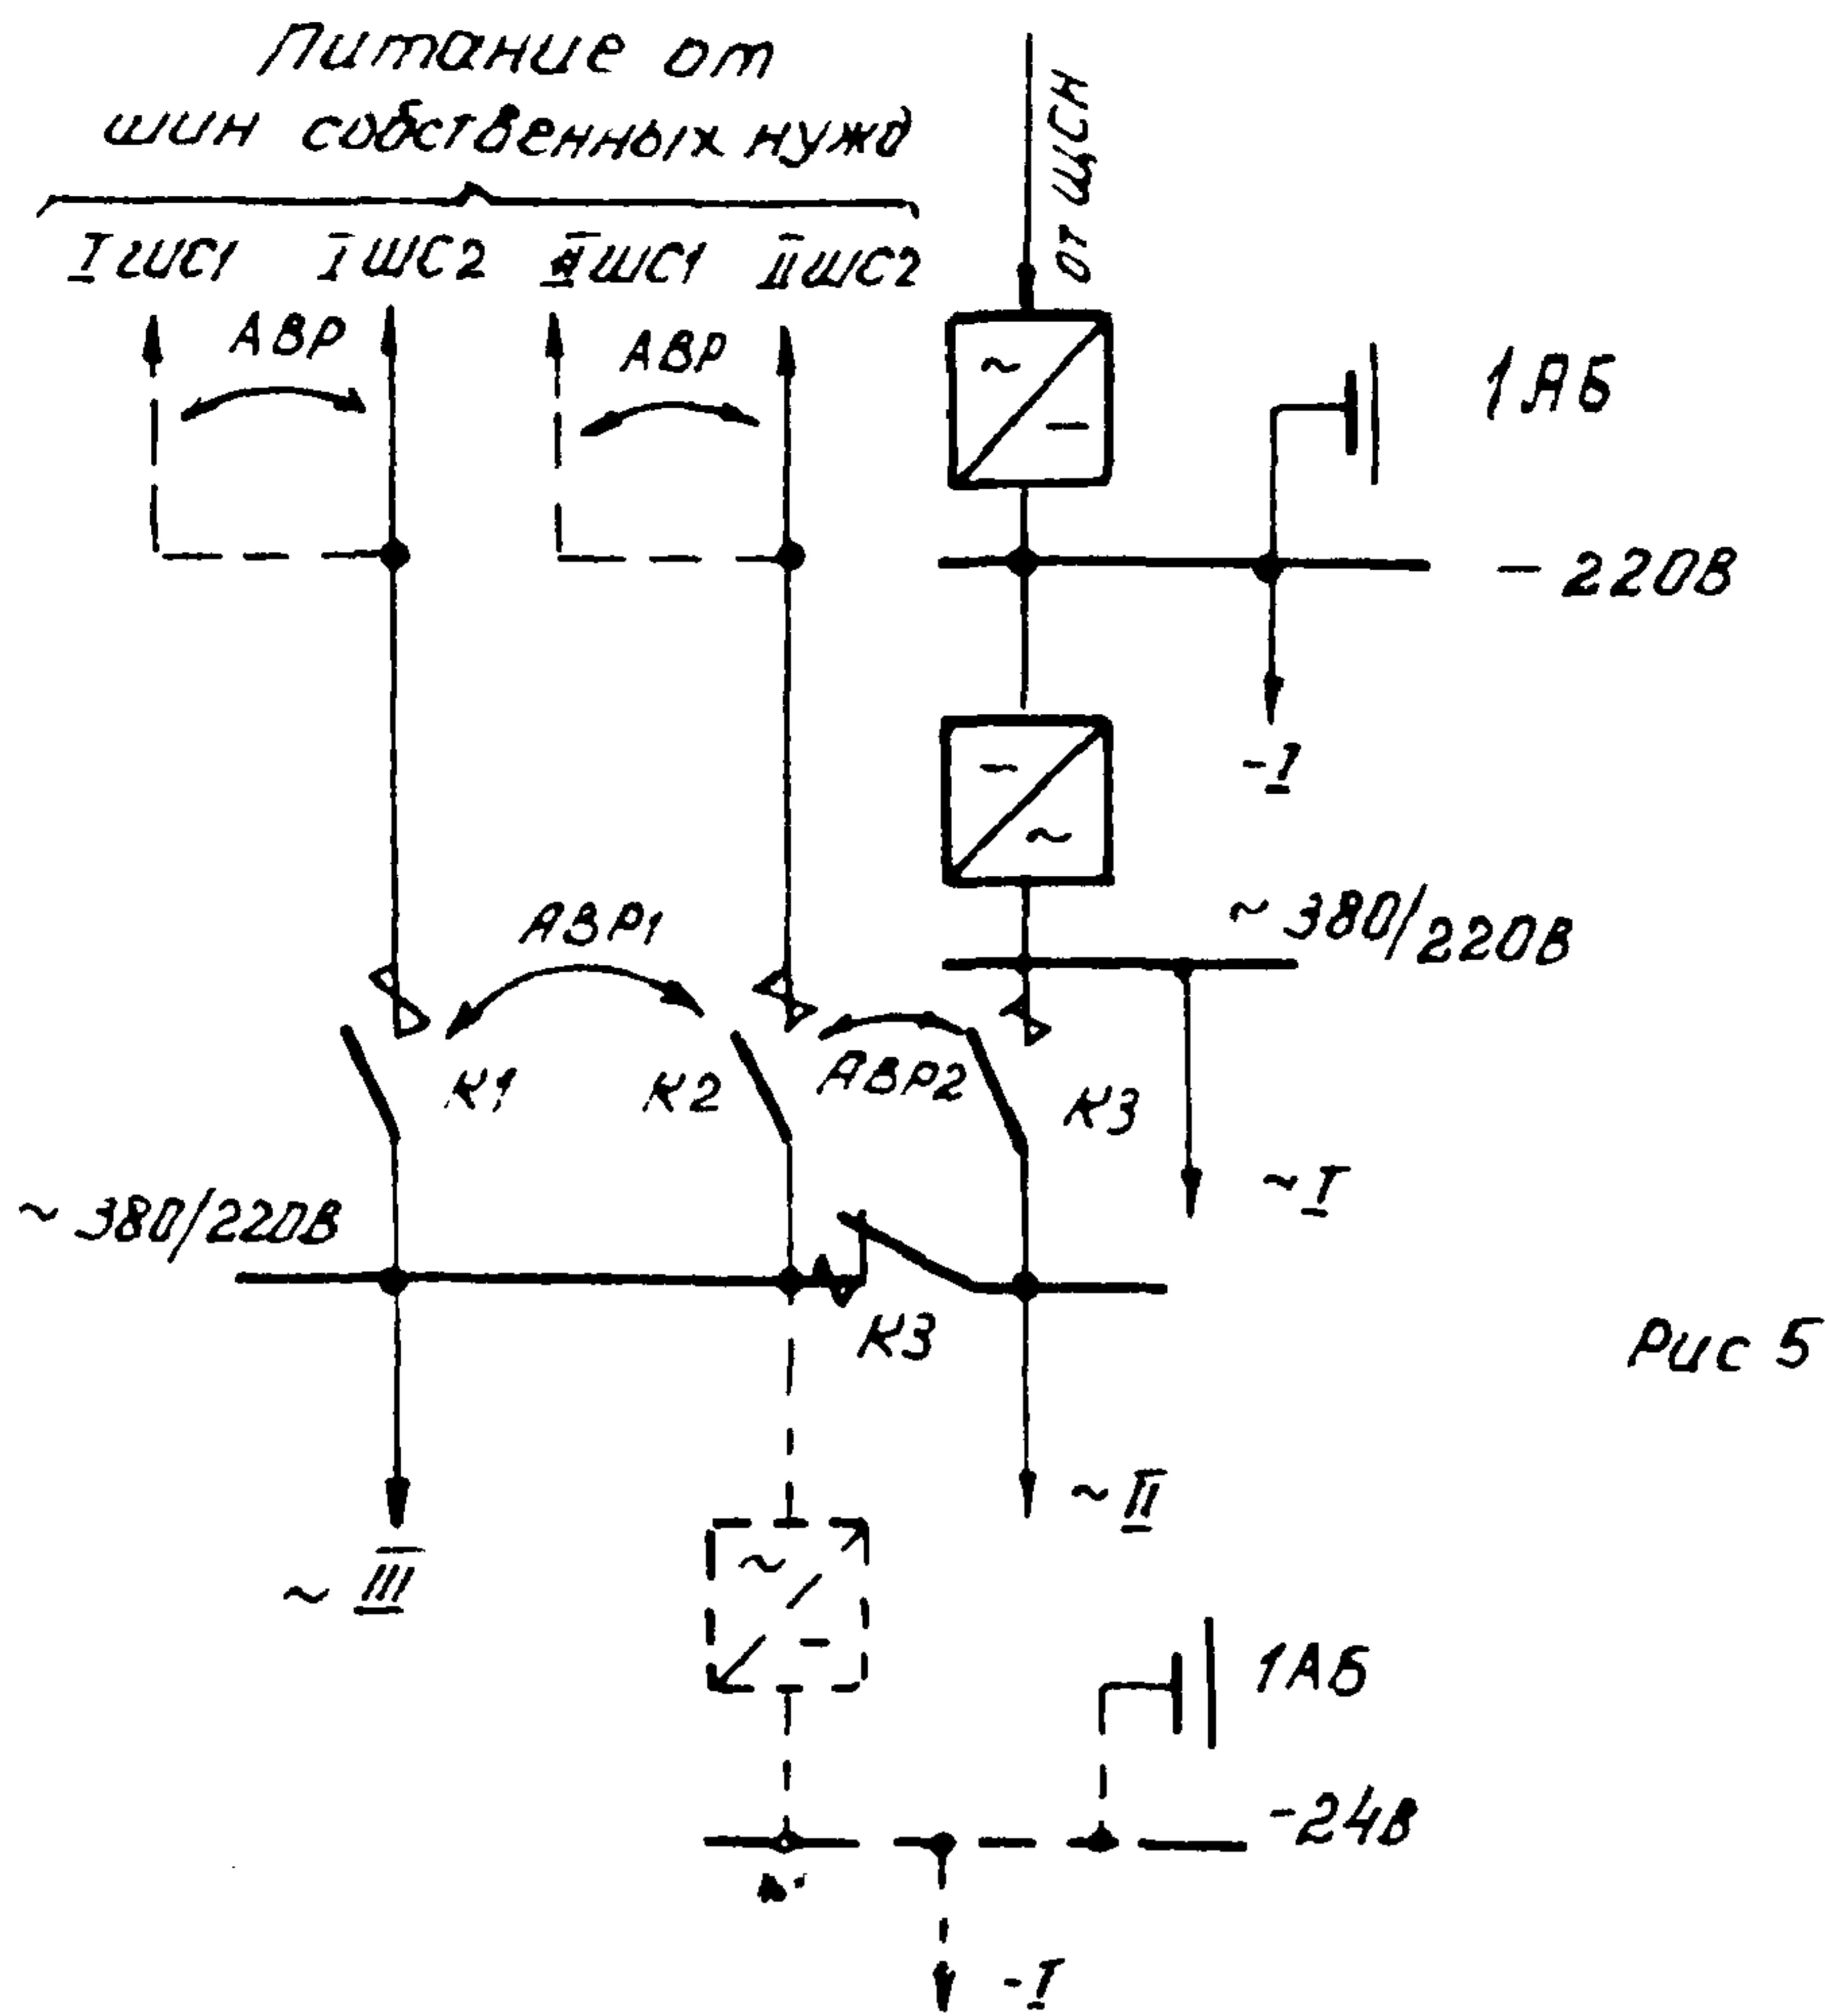 Питание от
шин собственных нужд
I ШС1
I ШС2
II ШС1
II ШС2
от ЩСН
АВР
АВР
~
–
1АБ
– 220В
–
~
-I
~ 380/220В
АВР1
АВР2
К1
К2
К3
~ I
~ 380/220В
К3
Рис 5
~ II
~ III
~
–
1АБ
-24В
-I